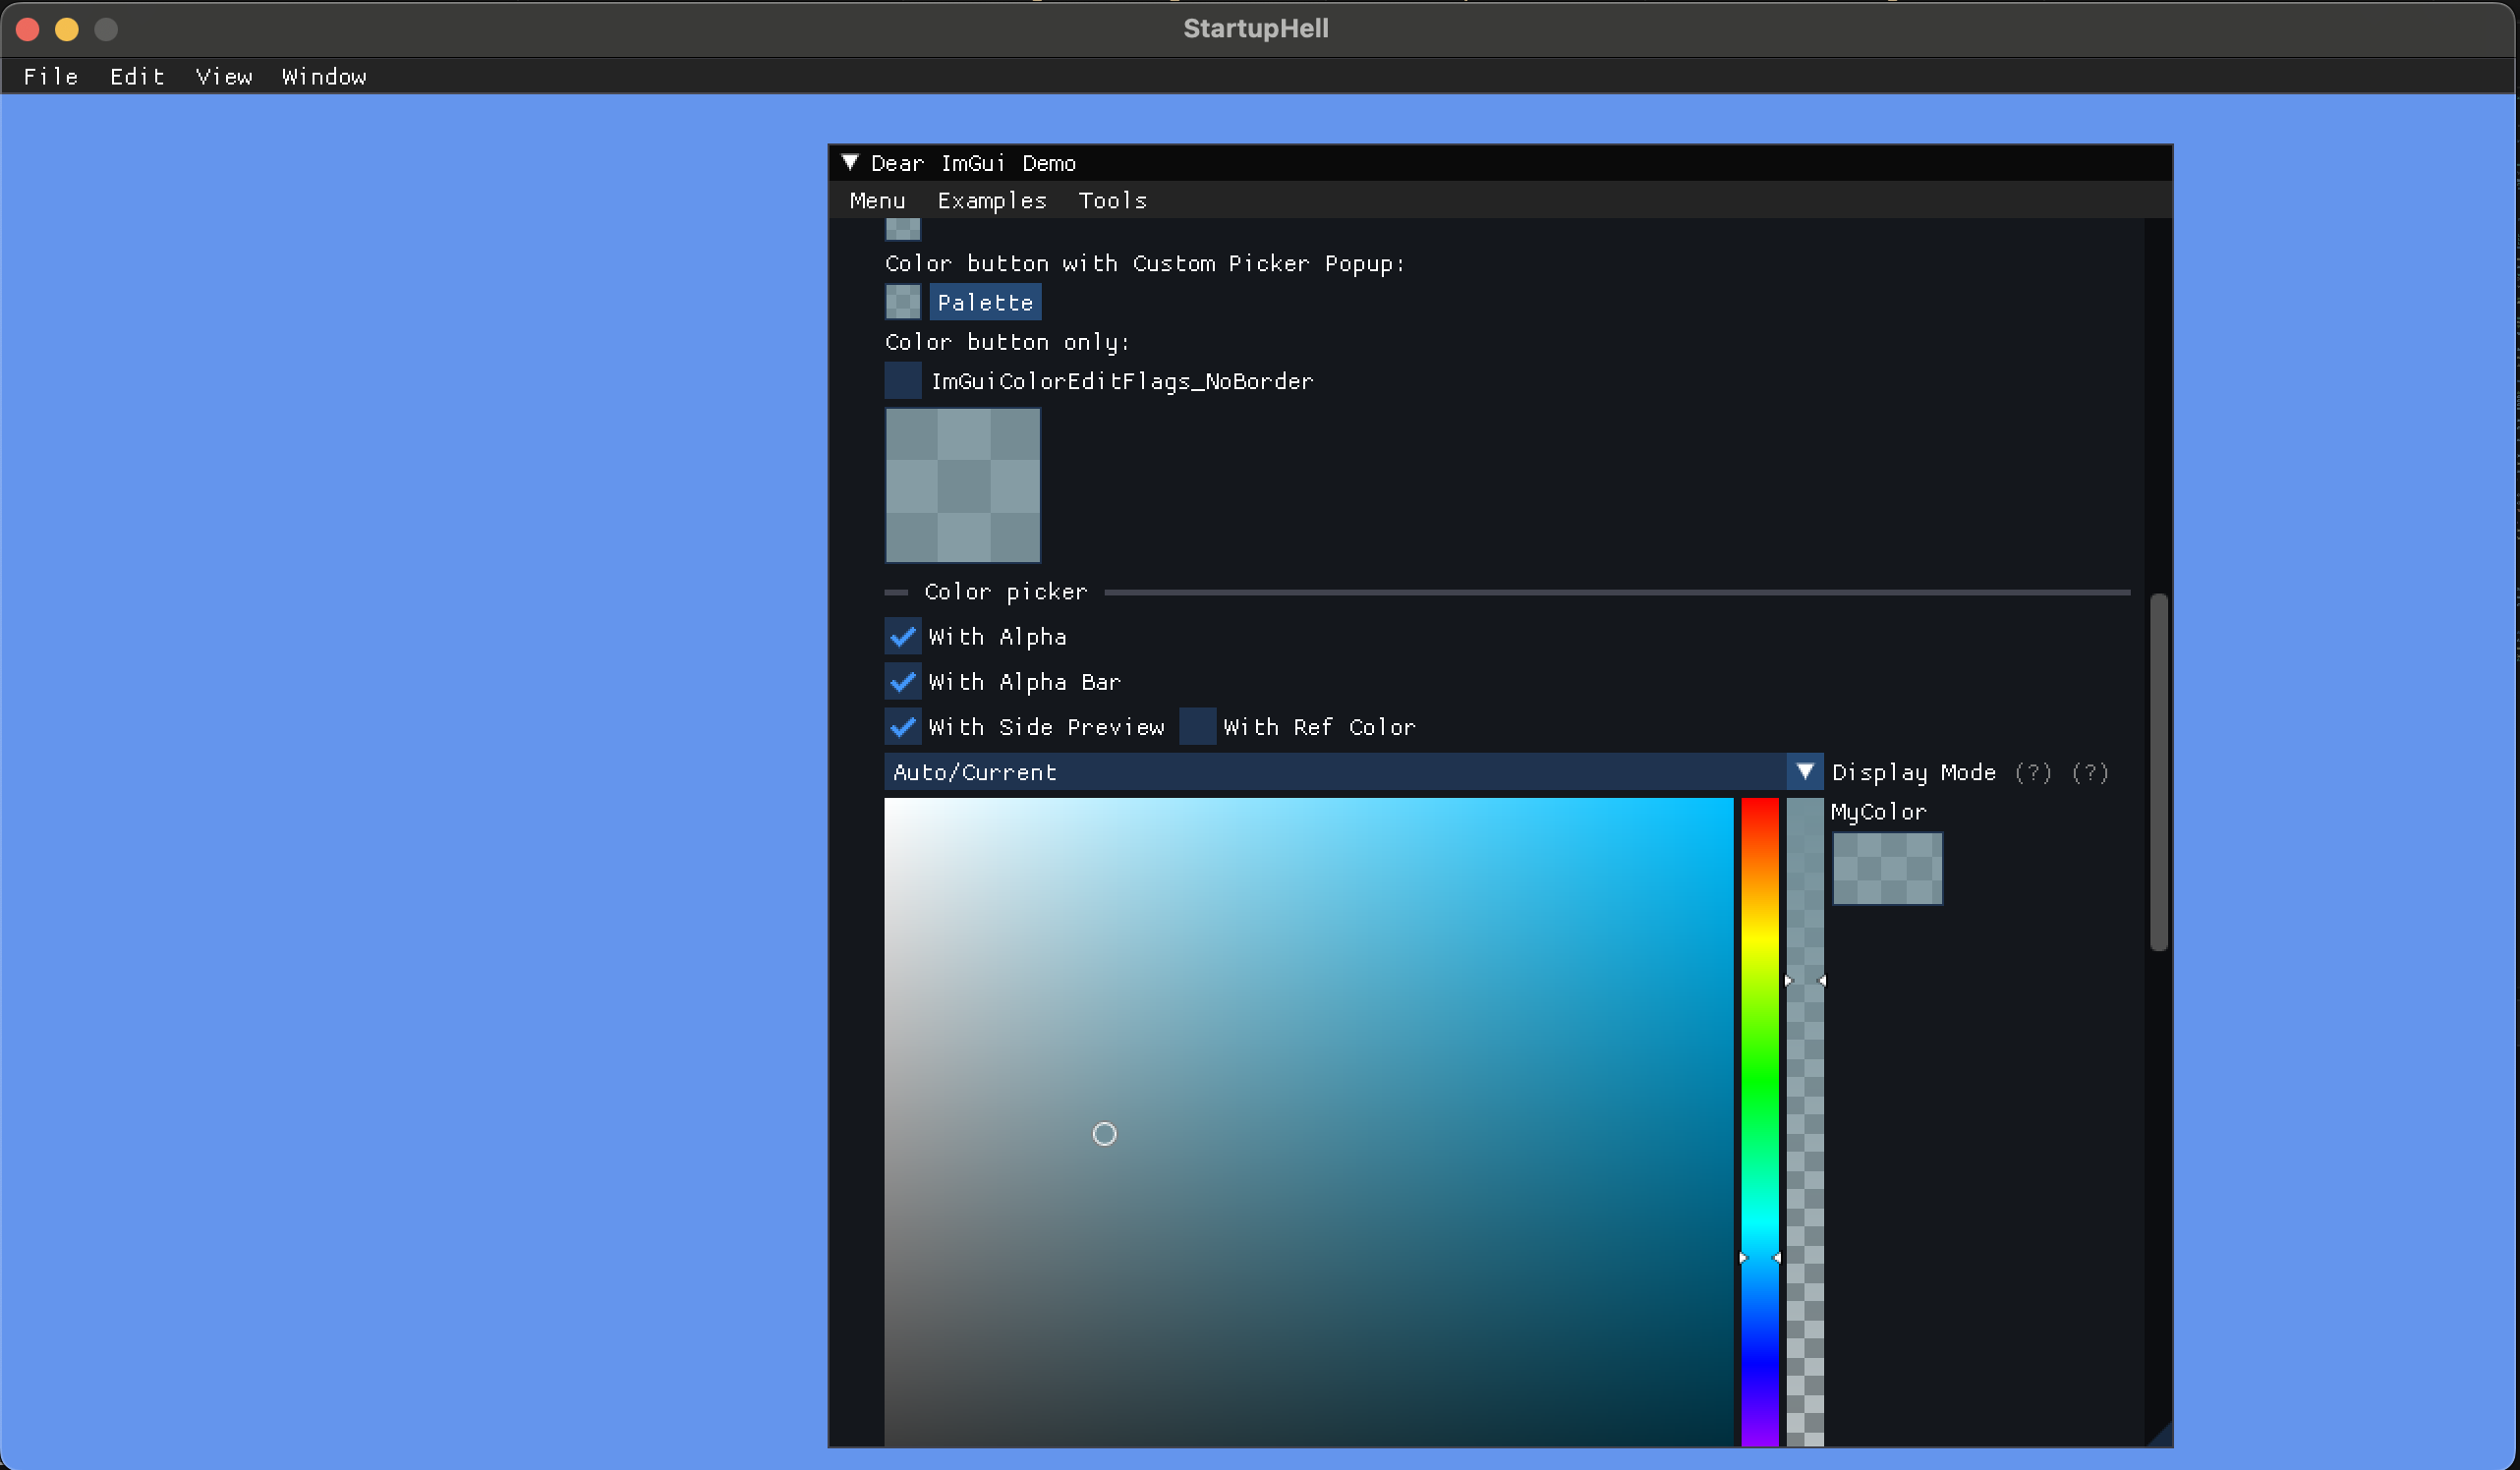 StartupHell
File Edit View Window
Dear ImGui Demo
Menu Examples Tools
Color button with Custom Picker Popup:
Palette
Color button only:
ImGuiColorEditFlags_NoBorder
Color picker
With Alpha
With Alpha Bar
With Side Preview With Ref Color
Auto/Current Display Mode (?) (?)
MyColor